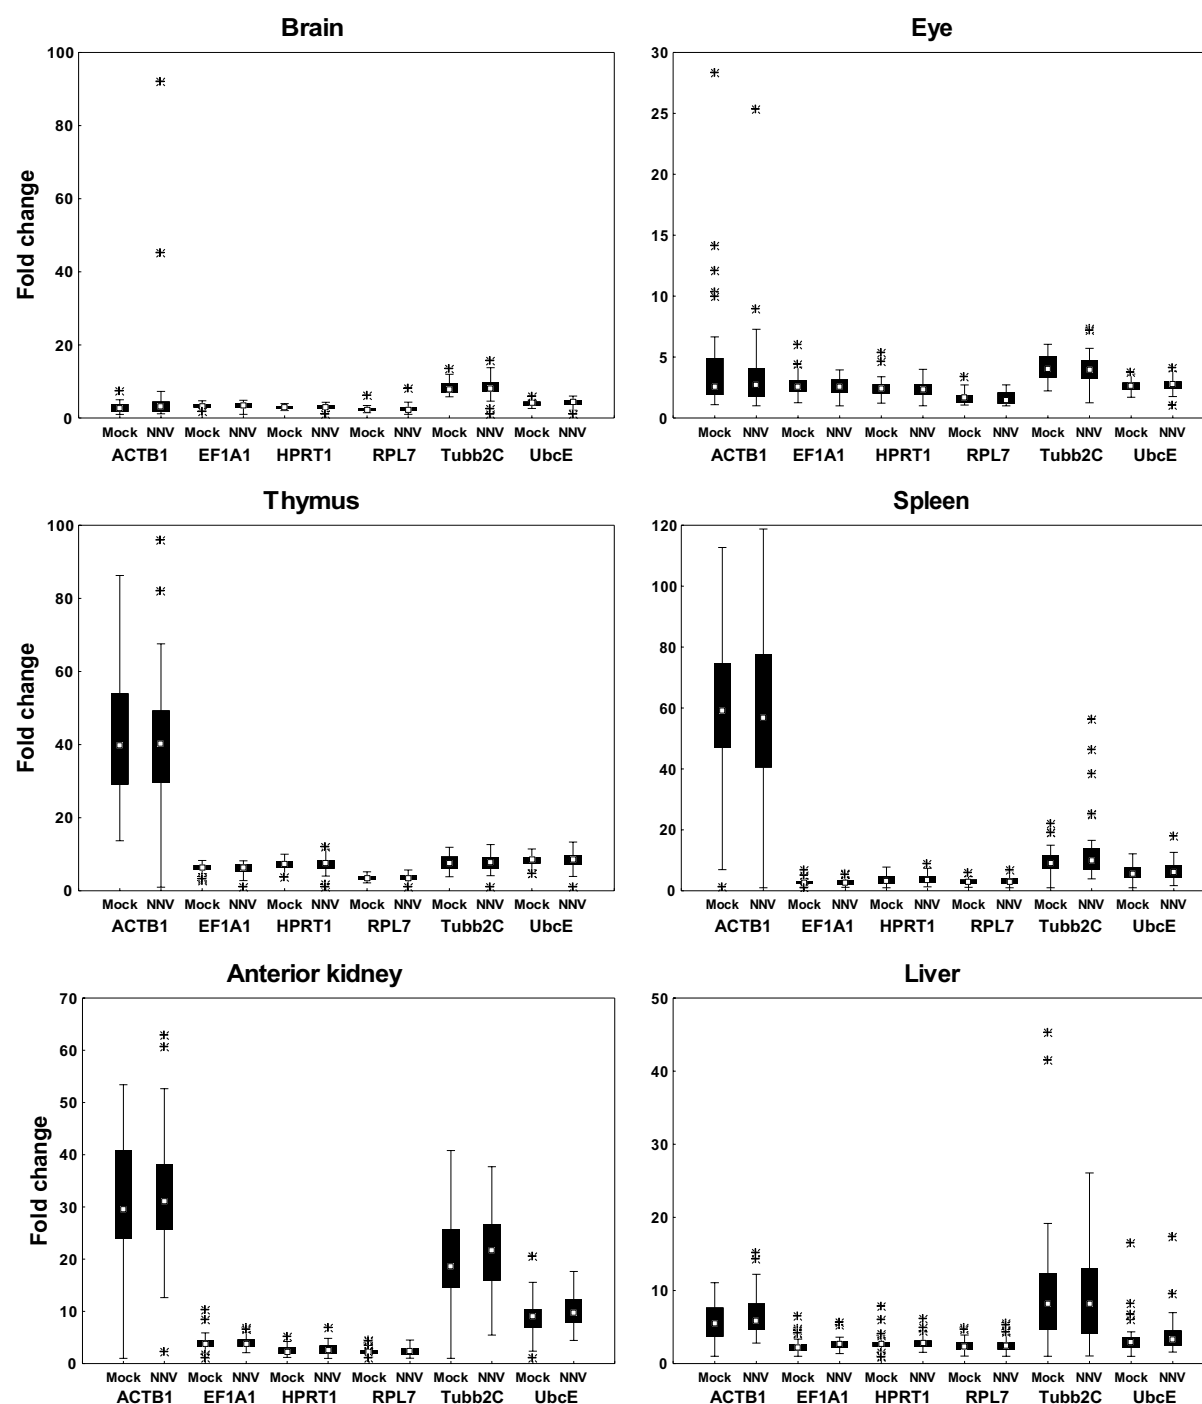 Brain
Eye
100
80
60
40
20
0
Fold change
30
25
20
15
10
5
0
Mock NNV Mock NNV Mock NNV Mock NNV Mock NNV Mock NNV
ACTB1 EF1A1 HPRT1 RPL7 Tubb2C UbcE
Mock NNV Mock NNV Mock NNV Mock NNV Mock NNV Mock NNV
ACTB1 EF1A1 HPRT1 RPL7 Tubb2C UbcE
Thymus
Spleen
100
80
60
40
20
0
Fold change
120
100
80
60
40
20
0
Mock NNV Mock NNV Mock NNV Mock NNV Mock NNV Mock NNV
ACTB1 EF1A1 HPRT1 RPL7 Tubb2C UbcE
Mock NNV Mock NNV Mock NNV Mock NNV Mock NNV Mock NNV
ACTB1 EF1A1 HPRT1 RPL7 Tubb2C UbcE
Anterior kidney
Liver
70
60
50
40
30
20
10
0
Fold change
50
40
30
20
10
0
Mock NNV Mock NNV Mock NNV Mock NNV Mock NNV Mock NNV
ACTB1 EF1A1 HPRT1 RPL7 Tubb2C UbcE
Mock NNV Mock NNV Mock NNV Mock NNV Mock NNV Mock NNV
ACTB1 EF1A1 HPRT1 RPL7 Tubb2C UbcE